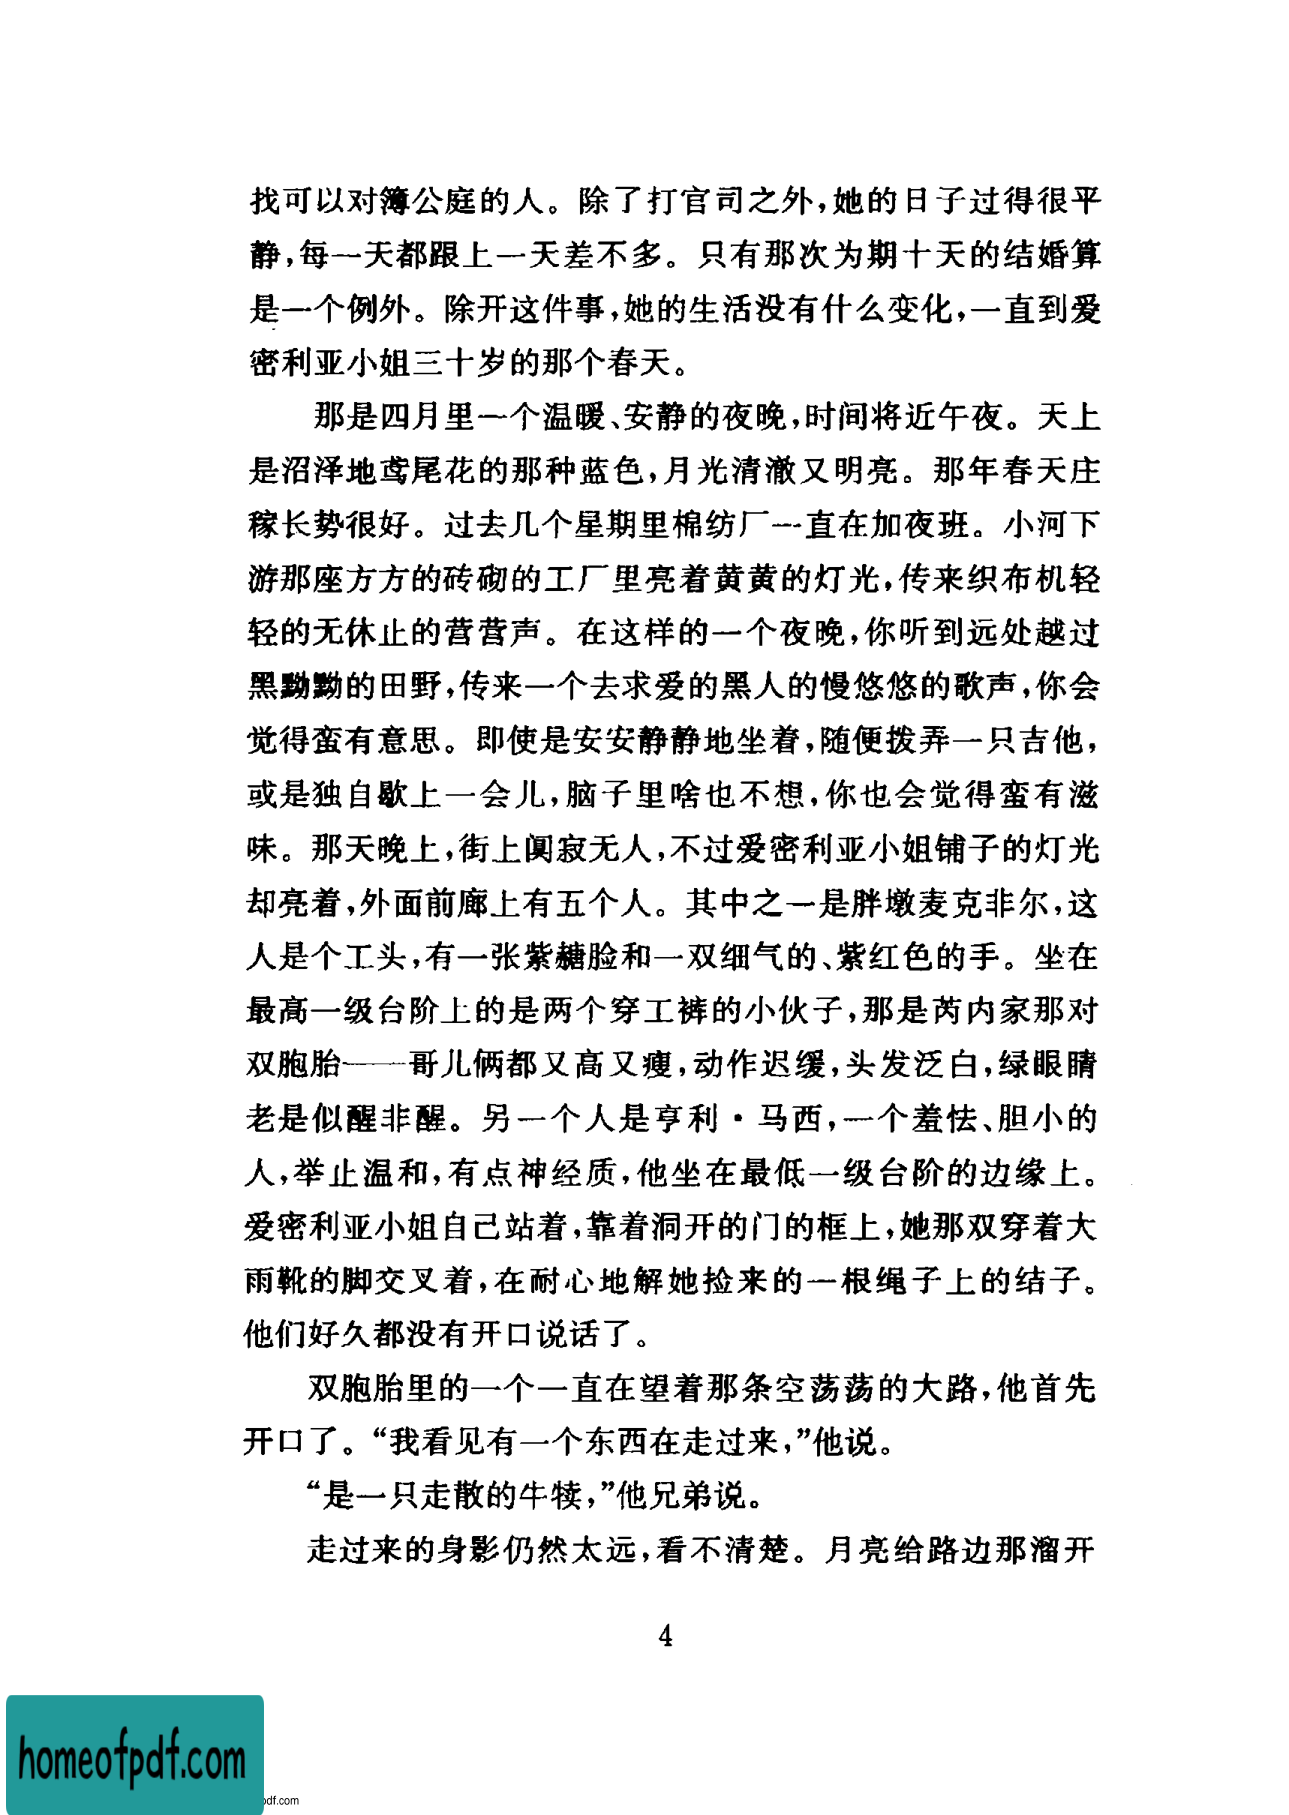 找可以对簿公庭的人。除了打官司之外,她的日子过得很平
静,每一天都跟上一天差不多。只有那次为期十天的结婚算
是一个例外。除开这件事,她的生活没有什么变化,一直到爱
密利亚小姐三十岁的那个春天。
那是四月里一个温暖、安静的夜晚,时间将近午夜。天上
是沼泽地鸢尾花的那种蓝色,月光清澈又明亮。那年春天庄
稼长势很好。过去几个星期里棉纺厂一直在加夜班。小河下
游那座方方的砖砌的工厂里亮着黄黄的灯光,传来织布机轻
轻的无休止的营营声。在这样的一个夜晚,你听到远处越过
黑黝黝的田野,传来一个去求爱的黑人的慢悠悠的歌声,你会
觉得蛮有意思。即使是安安静静地坐着,随便拨弄一只吉他,
或是独自歇上一会儿,脑子里啥也不想,你也会觉得蛮有滋
味。那天晚上,街上阒寂无人,不过爱密利亚小姐铺子的灯光
却亮着,外面前廊上有五个人。其中之一是胖墩麦克非尔,这
人是个工头,有一张紫赯脸和一双细气的、紫红色的手。坐在
最高一级台阶上的是两个穿工裤的小伙子,那是芮内家那对
双胞胎——哥儿俩都又高又瘦,动作迟缓,头发泛白,绿眼睛
老是似醒非醒。另一个人是亨利·马西,一个羞怯、胆小的
人,举止温和,有点神经质,他坐在最低一级台阶的边缘上。
爱密利亚小姐自己站着,靠着洞开的门的框上,她那双穿着大
雨靴的脚交叉着,在耐心地解她捡来的一根绳子上的结子。
他们好久都没有开口说话了。
双胞胎里的一个一直在望着那条空荡荡的大路,他首先
开口了。“我看见有一个东西在走过来,”他说。
“是一只走散的牛犊,”他兄弟说。
走过来的身影仍然太远,看不清楚。月亮给路边那溜开
4
homeofpdf.com
pdf.com